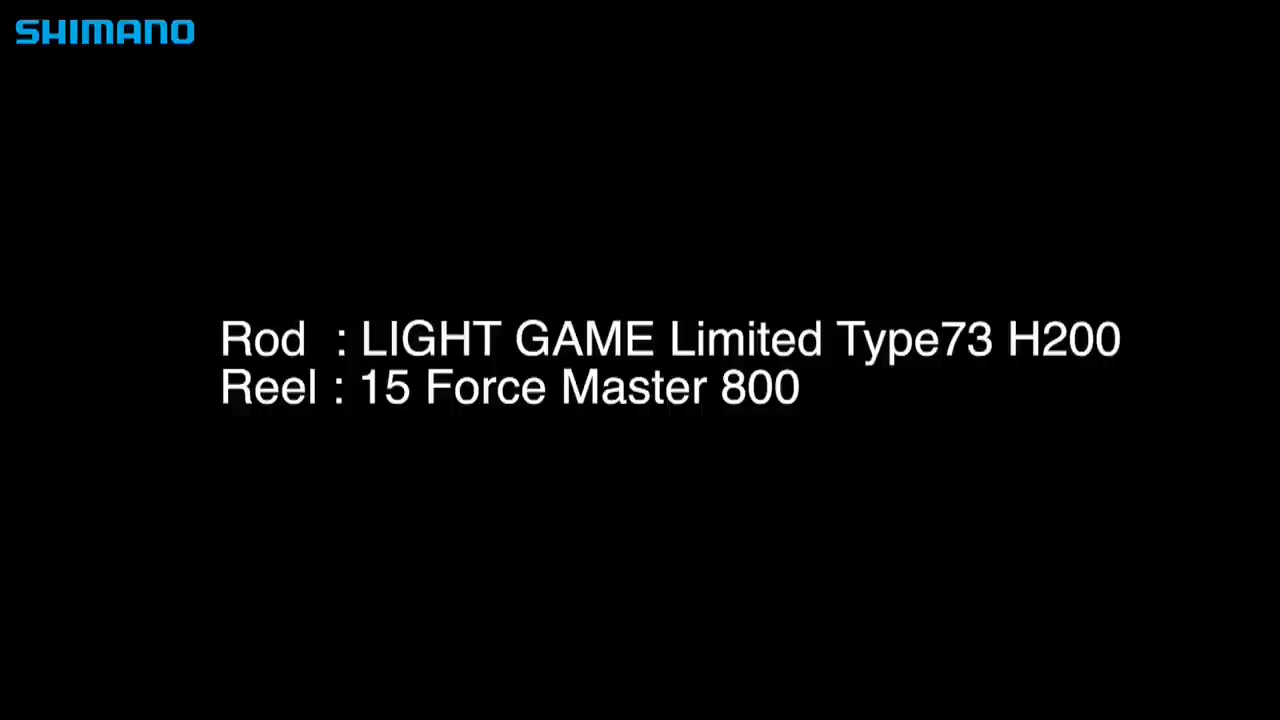 SHIMANO
Rod : LIGHT GAME Limited Type73 H200
Reel : 15 Force Master 800